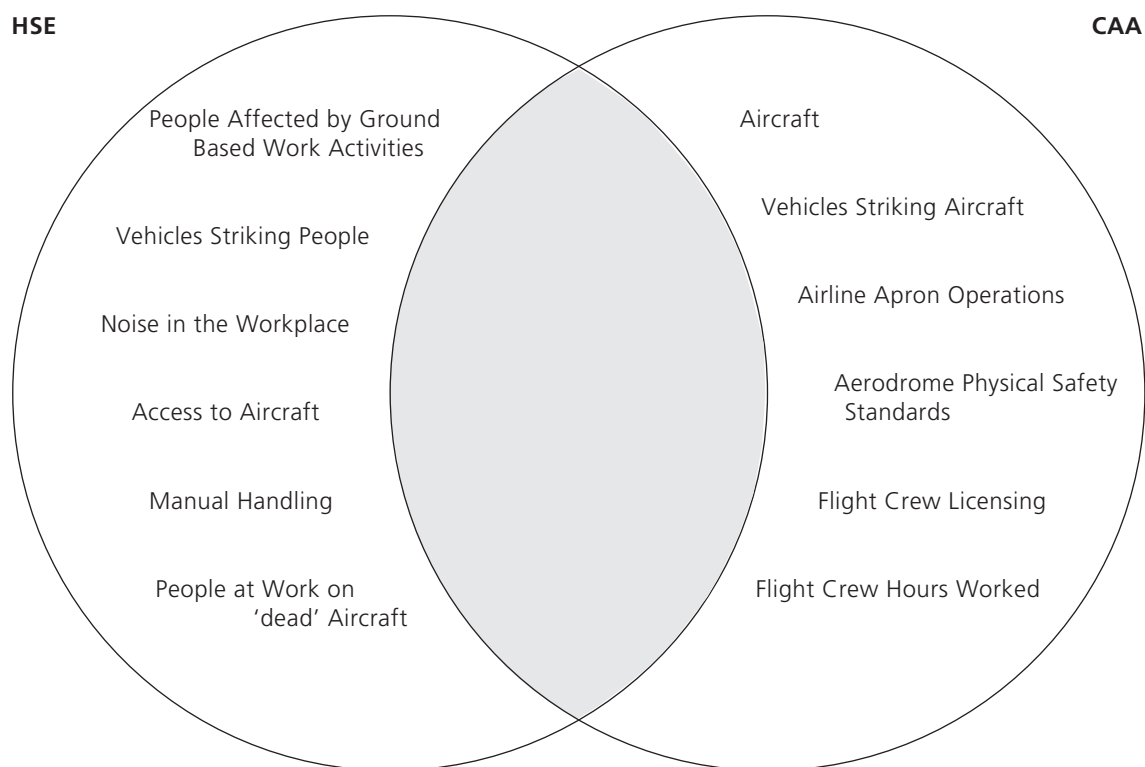 HSE
CAA
People Affected by Ground
Based Work Activities
Vehicles Striking People
Noise in the Workplace
Access to Aircraft
Manual Handling
People at Work on
‘dead’ Aircraft
Aircraft
Vehicles Striking Aircraft
Airline Apron Operations
Aerodrome Physical Safety
Standards
Flight Crew Licensing
Flight Crew Hours Worked